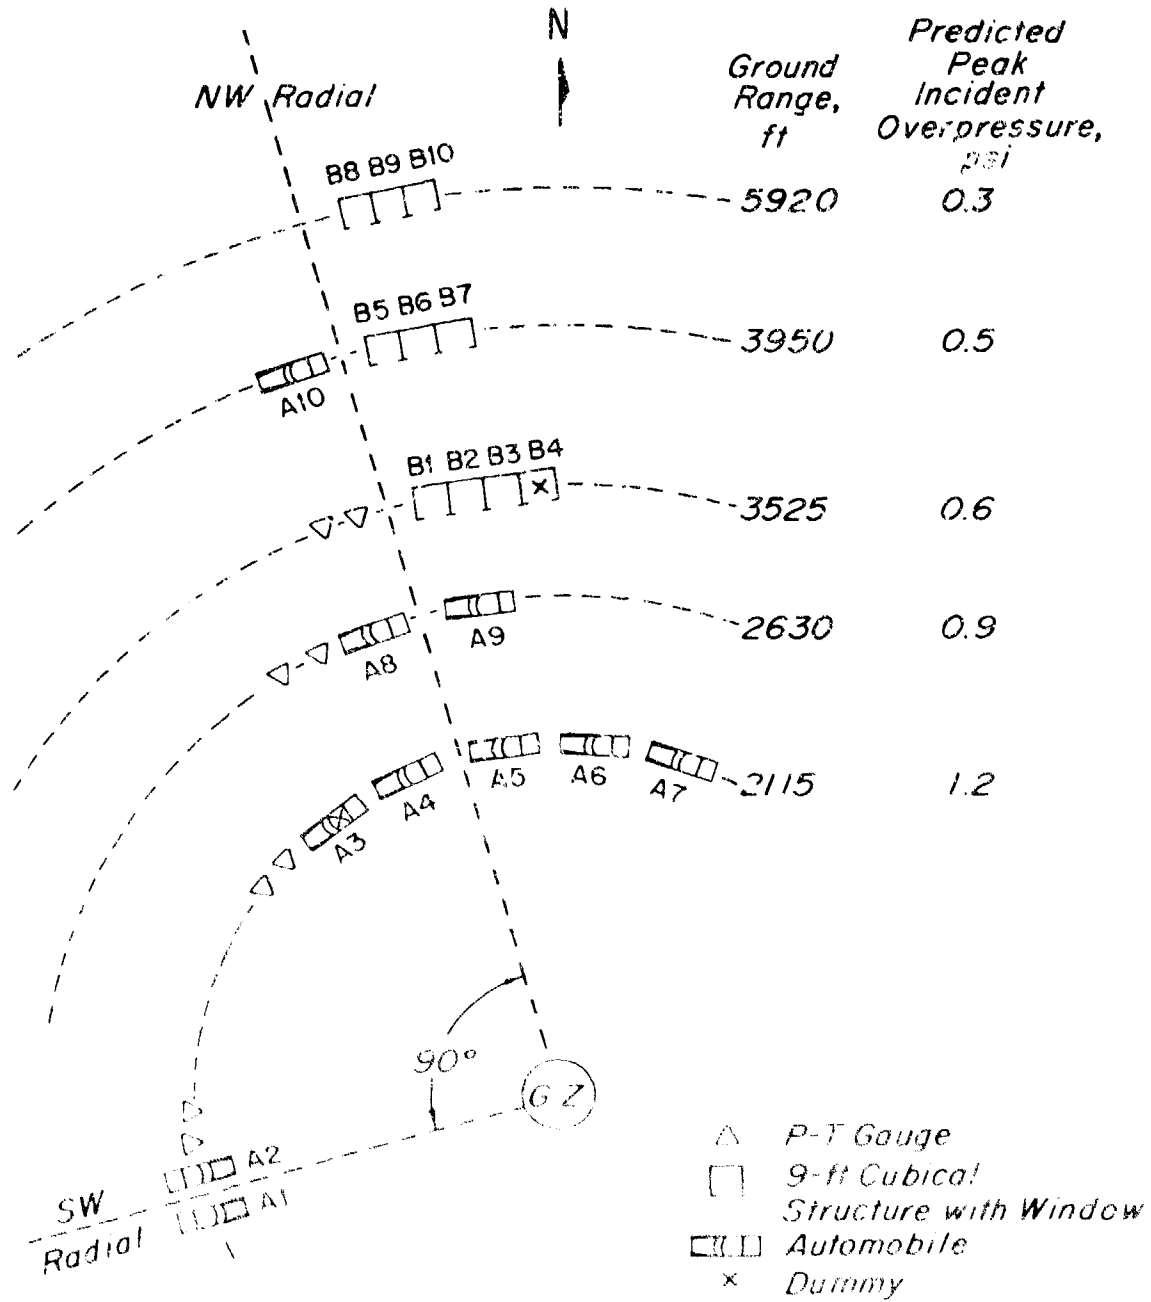 N
NW Radial
Ground
Range,
ft
Predicted
Peak
Incident
Overpressure,
psi
B8 B9 B10
5920 0.3
B5 B6 B7
3950 0.5
A10
B1 B2 B3 B4
3525 0.6
A8
A9
2630 0.9
A3
A4
A5
A6
A7
2115 1.2
90°
GZ
A2
A1
SW
Radial
P-T Gauge
9-ft Cubical
Structure with Window
Automobile
Dummy